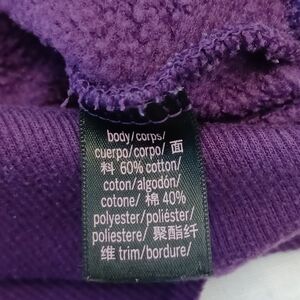 body/corps/
cuerpo/corpo/ 面
料 60% cotton/
coton/algodón/
cotone/ 棉 40%
polyester/poliéster/
poliestere/ 聚酯纤
维 trim/bordure/